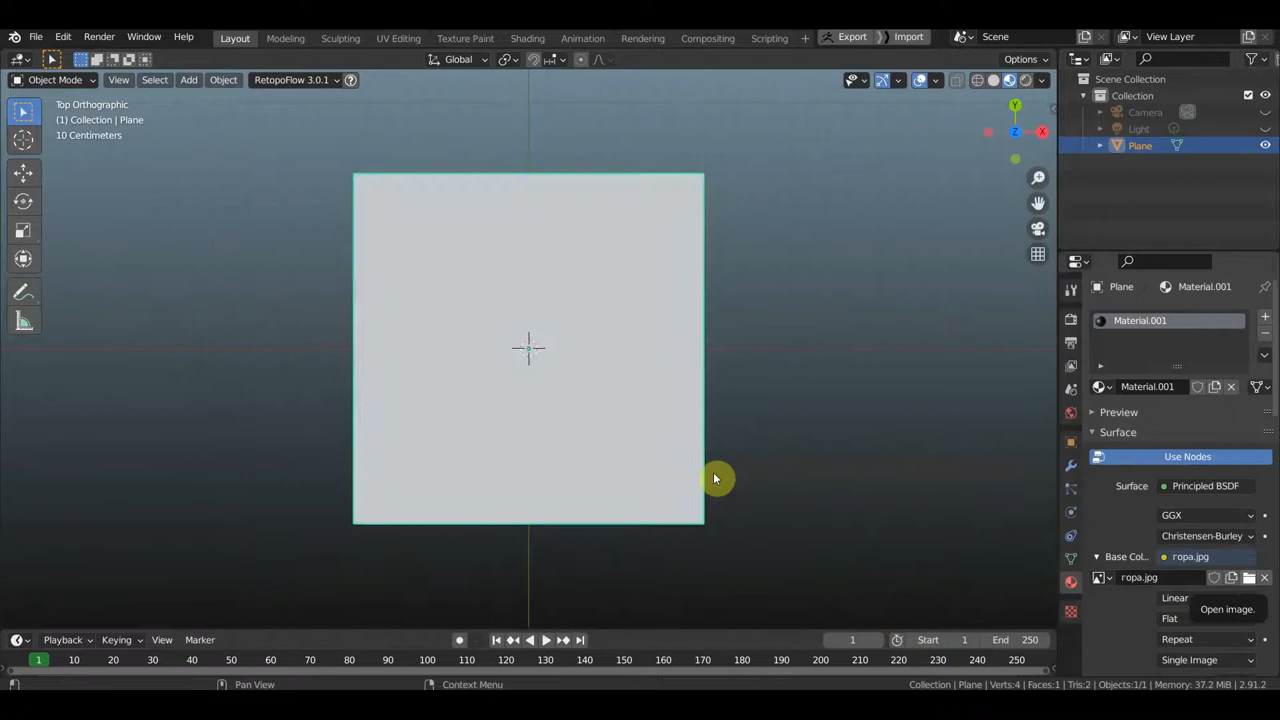 File Edit Render Window Help Layout Modeling Sculpting UV Editing Texture Paint Shading Animation Rendering Compositing Scripting + Export Import Scene View Layer
Global Options
Object Mode View Select Add Object RetopoFlow 3.0.1
Top Orthographic
(1) Collection | Plane
10 Centimeters
Y
Z
X
Scene Collection
Collection
Camera
Light
Plane
Plane Material.001
Material.001
Material.001
Preview
Surface
Use Nodes
Surface Principled BSDF
GGX
Christensen-Burley
Base Col... ropa.jpg
ropa.jpg
Linear
Open image.
Flat
Repeat
Single Image
Playback Keying View Marker 1 Start 1 End 250
1 10 20 30 40 50 60 70 80 90 100 110 120 130 140 150 160 170 180 190 200 210 220 230 240 250
Pan View Context Menu Collection | Plane | Verts:4 | Faces:1 | Tris:2 | Objects:1/1 | Memory: 37.2 MiB | 2.91.2